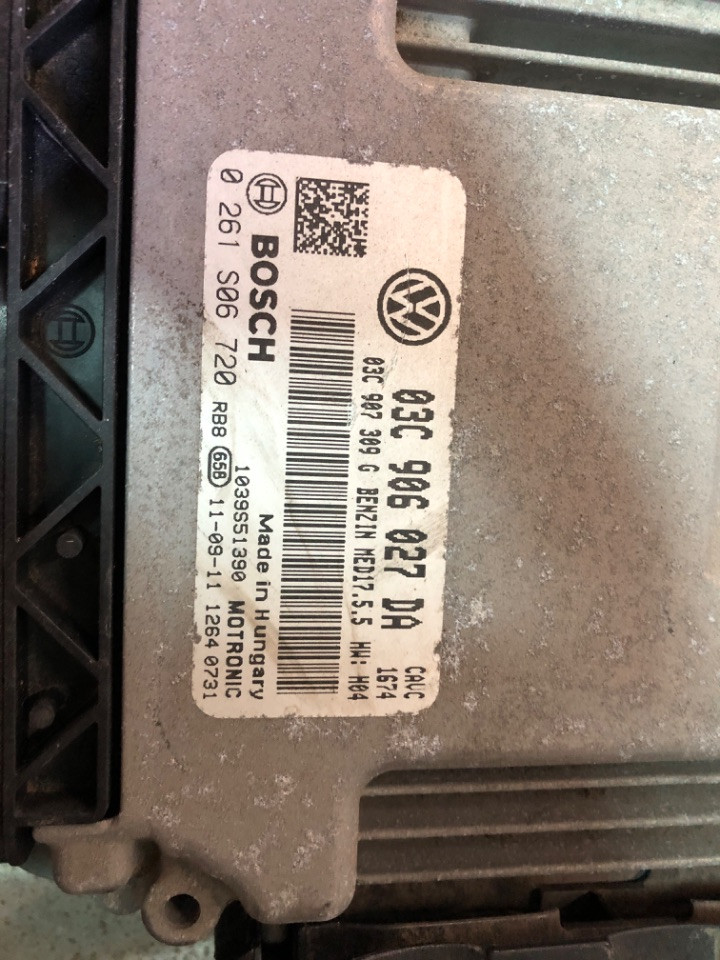 03C 906 027 DA
CAVC
1674
03C 907 309 G BENZIN MED17.5.5 HW: H04
BOSCH
Made in Hungary
1039S51390 MOTRONIC
0 261 S06 720 RB8 65B 11-09-11 1264 0731